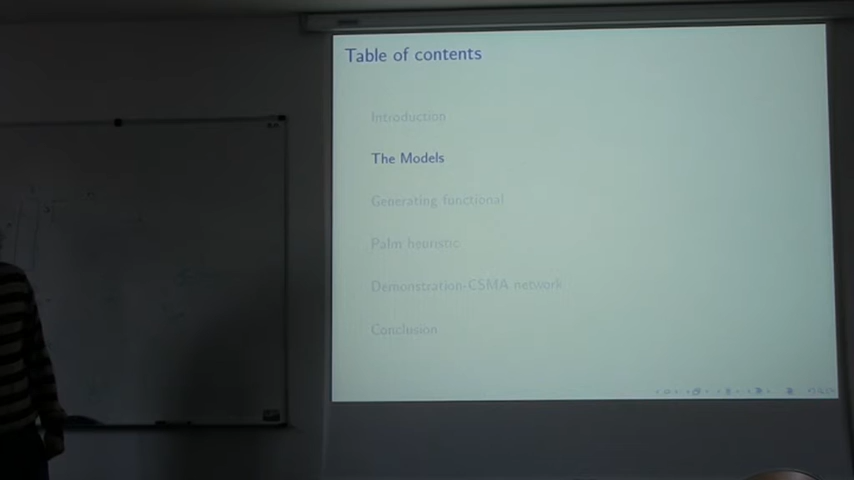 Table of contents
Introduction
The Models
Generating functional
Palm heuristic
Demonstration-CSMA network
Conclusion